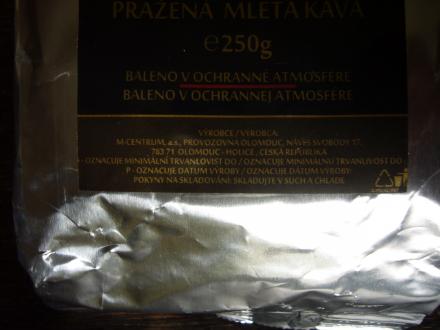 PRAŽENÁ MLETÁ KÁVA
℮250g
BALENO V OCHRANNÉ ATMOSFÉŘE
BALENO V OCHRANNEJ ATMOSFÉRE
VÝROBCE / VÝROBCA:
M-CENTRUM, a.s., PROVOZOVNA OLOMOUC, NÁVES SVOBODY 17,
783 71 OLOMOUC - HOLICE , ČESKÁ REPUBLIKA
- OZNAČUJE MINIMÁLNÍ TRVANLIVOST DO / OZNAČUJE MINIMÁLNU TRVANLIVOSŤ DO:
P - OZNAČUJE DATUM VÝROBY / OZNAČUJE DÁTUM VÝROBY:
POKYNY NA SKLADOVÁNÍ: SKLADUJTE V SUCHU A CHLADE